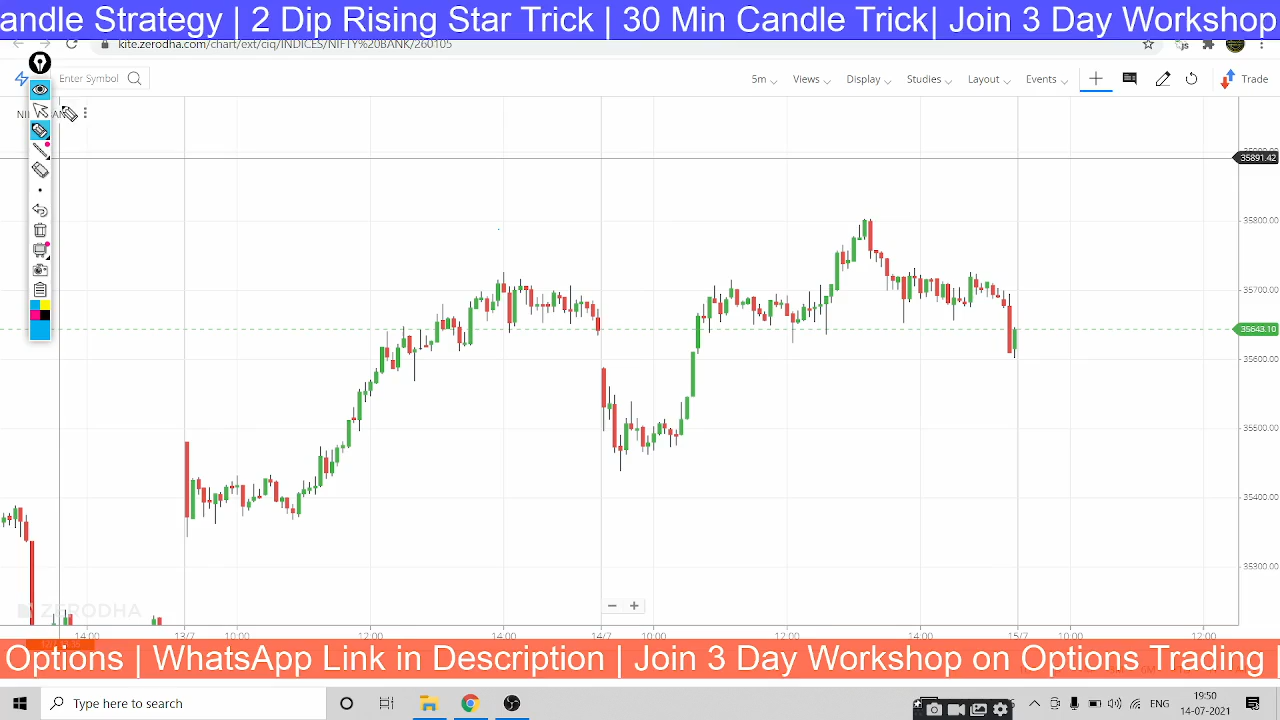 andle Strategy | 2 Dip Rising Star Trick | 30 Min Candle Trick| Join 3 Day Workshop
kite.zerodha.com/chart/ext/ciq/INDICES/NIFTY%20BANK/260105
Enter Symbol
5m Views Display Studies Layout Events Trade
35891.42
35800.00
35700.00
35643.10
35600.00
35500.00
35400.00
35300.00
ZERODHA
14:00 13/7 10:00 12:00 14:00 14/7 10:00 12:00 14:00 15/7 10:00 12:00
Options | WhatsApp Link in Description | Join 3 Day Workshop on Options Trading |
Type here to search
ENG
19:50
14-07-2021